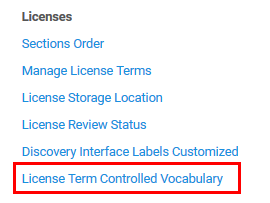 Licenses
Sections Order
Manage License Terms
License Storage Location
License Review Status
Discovery Interface Labels Customized
License Term Controlled Vocabulary